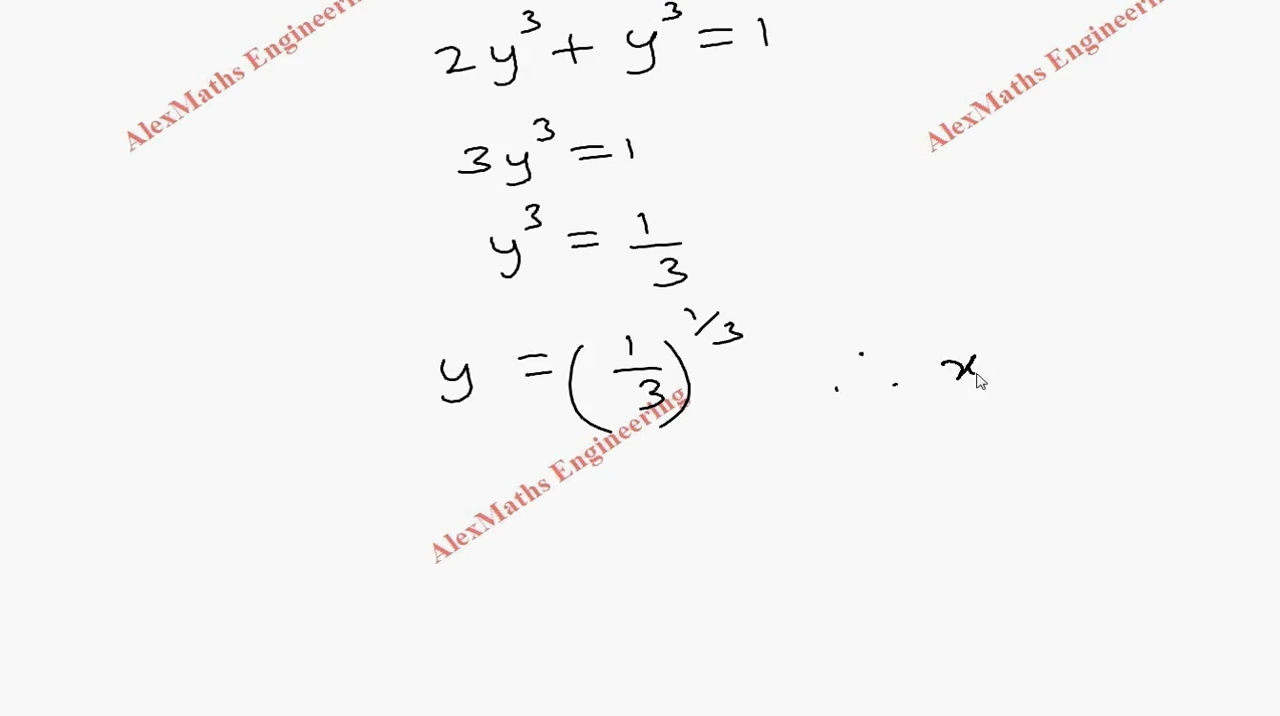 2y³ + y³ = 1
AlexMaths Engineering
AlexMaths Engineering
3y³ = 1
y³ = 1/3
y = (1/3)^1/3 ∴ x
AlexMaths Engineering